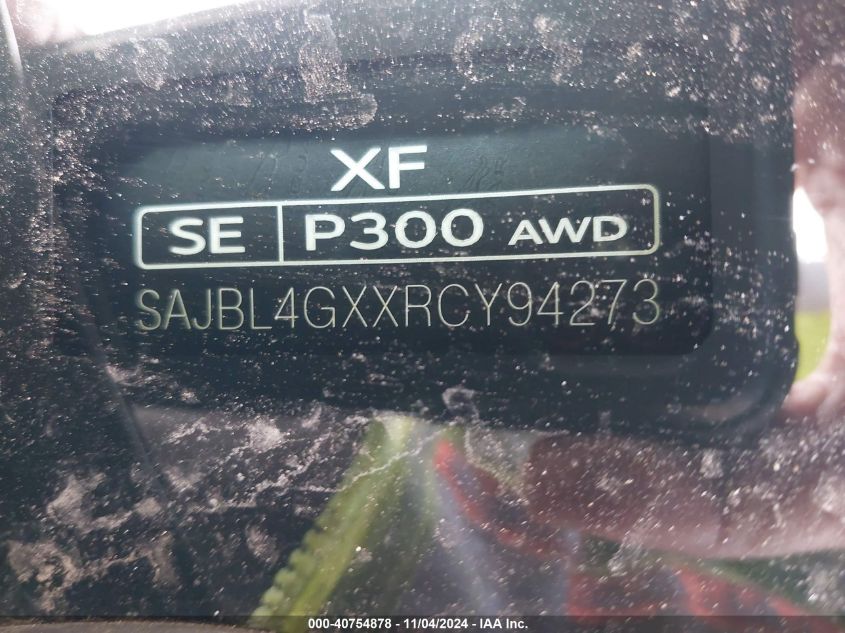 XF
SE P300 AWD
SAJBL4GXXRCY94273
000-40754878 - 11/04/2024 - IAA Inc.